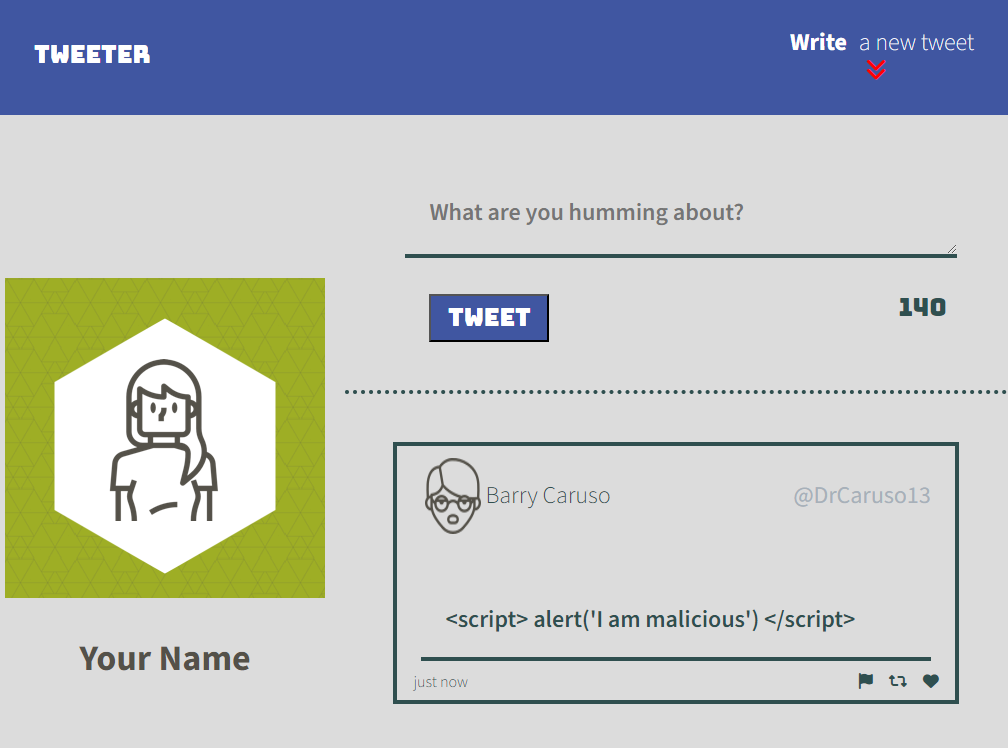 TWEETER
Write a new tweet
What are you humming about?
TWEET
140
Barry Caruso
@DrCaruso13
<script> alert('I am malicious') </script>
just now
Your Name